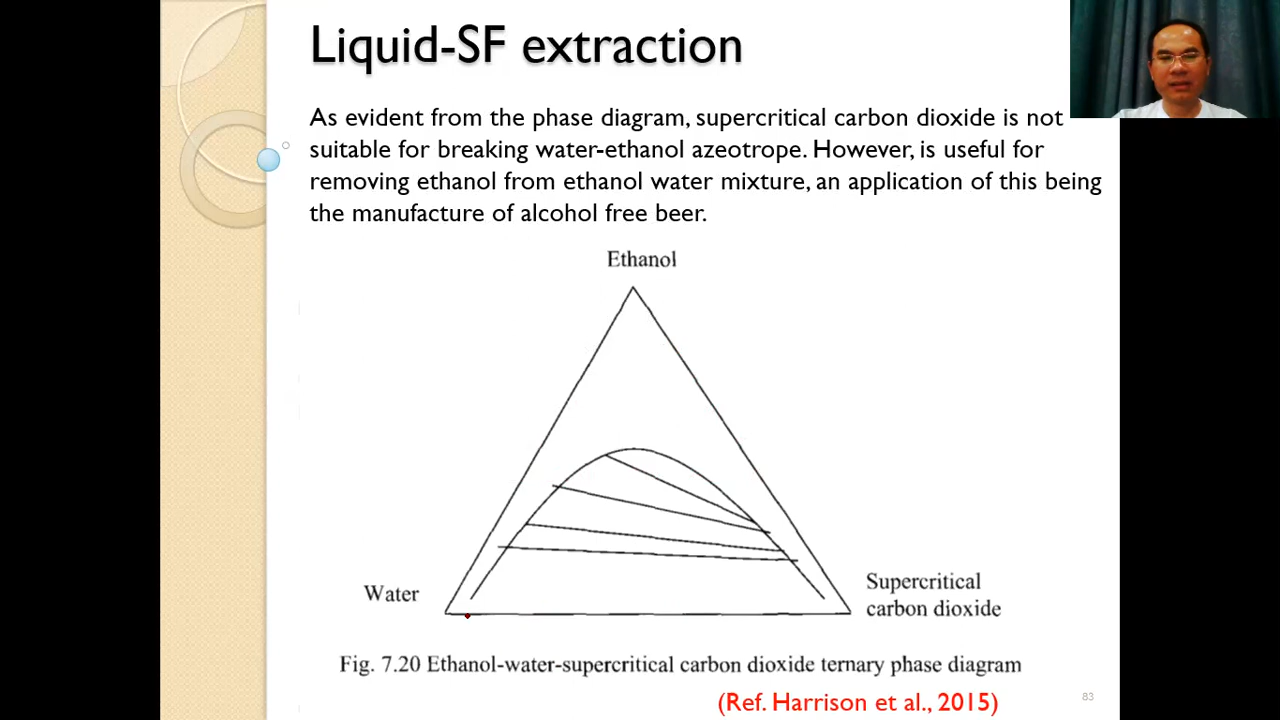 Liquid-SF extraction
As evident from the phase diagram, supercritical carbon dioxide is not
suitable for breaking water-ethanol azeotrope. However, is useful for
removing ethanol from ethanol water mixture, an application of this being
the manufacture of alcohol free beer.
Ethanol
Water
Supercritical
carbon dioxide
Fig. 7.20 Ethanol-water-supercritical carbon dioxide ternary phase diagram
(Ref. Harrison et al., 2015)
83